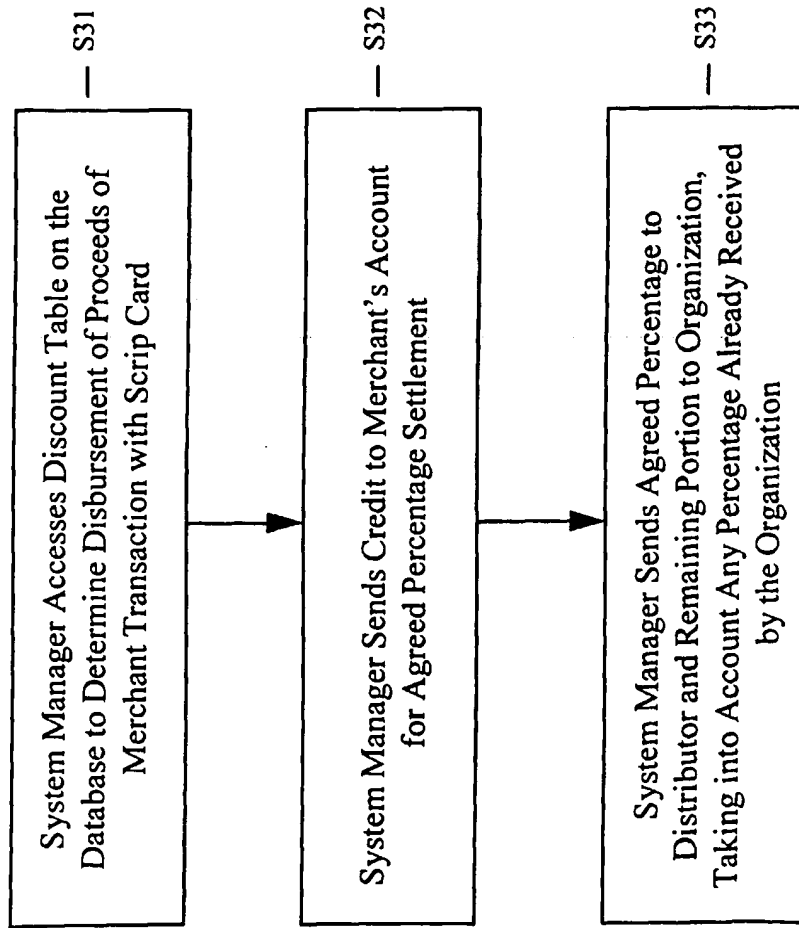 System Manager Accesses Discount Table on the
Database to Determine Disbursement of Proceeds of
Merchant Transaction with Scrip Card
S31
System Manager Sends Credit to Merchant's Account
for Agreed Percentage Settlement
S32
System Manager Sends Agreed Percentage to
Distributor and Remaining Portion to Organization,
Taking into Account Any Percentage Already Received
by the Organization
S33